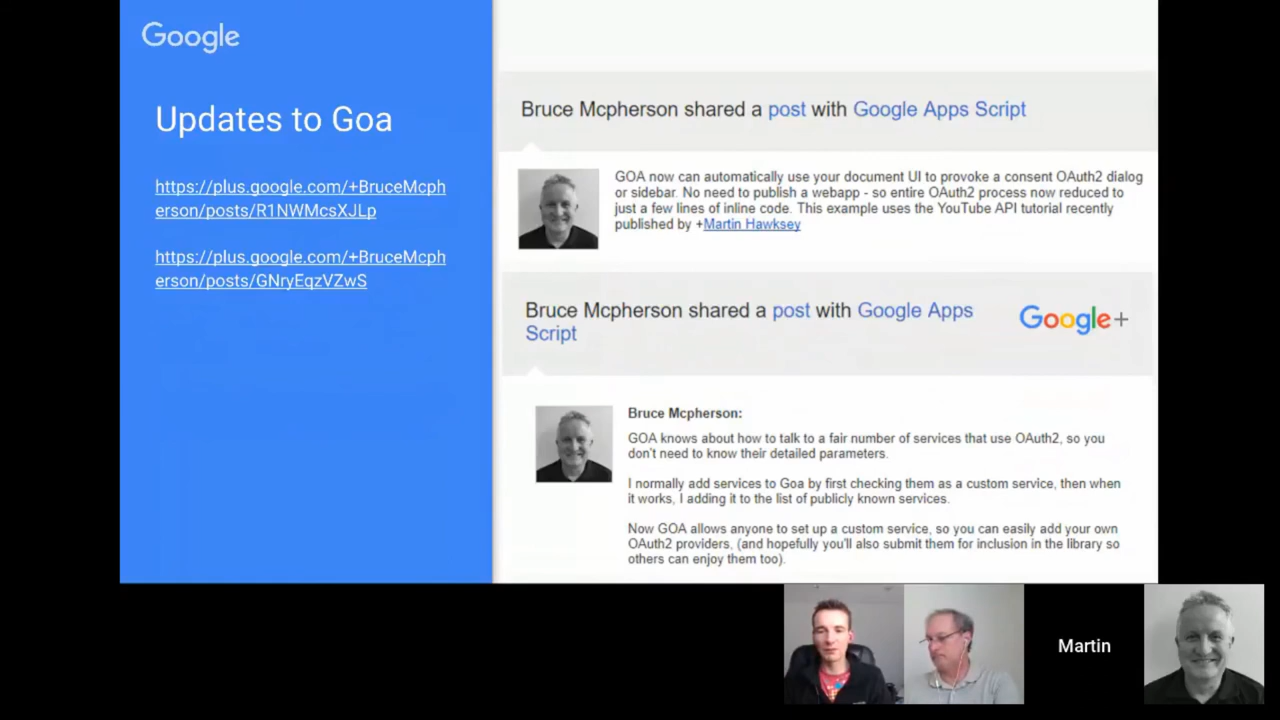 Google
Updates to Goa
https://plus.google.com/+BruceMcph
erson/posts/R1NWMcsXJLp
https://plus.google.com/+BruceMcph
erson/posts/GNryEqzVZwS
Bruce Mcpherson shared a post with Google Apps Script
GOA now can automatically use your document UI to provoke a consent OAuth2 dialog
or sidebar. No need to publish a webapp - so entire OAuth2 process now reduced to
just a few lines of inline code. This example uses the YouTube API tutorial recently
published by +Martin Hawksey
Bruce Mcpherson shared a post with Google Apps
Script
Google+
Bruce Mcpherson:
GOA knows about how to talk to a fair number of services that use OAuth2, so you
don't need to know their detailed parameters.
I normally add services to Goa by first checking them as a custom service, then when
it works, I adding it to the list of publicly known services.
Now GOA allows anyone to set up a custom service, so you can easily add your own
OAuth2 providers, (and hopefully you'll also submit them for inclusion in the library so
others can enjoy them too).
Martin